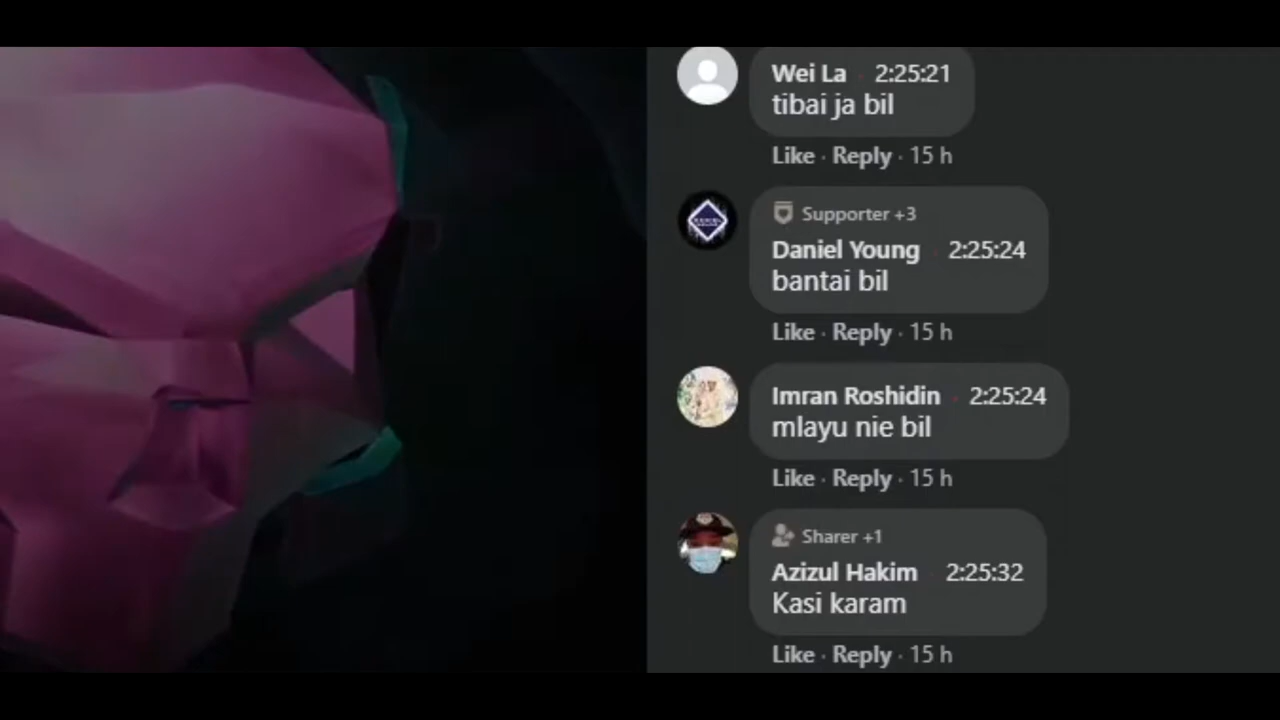 Wei La · 2:25:21
tibai ja bil
Like · Reply · 15 h
Supporter +3
Daniel Young · 2:25:24
bantai bil
Like · Reply · 15 h
Imran Roshidin · 2:25:24
mlayu nie bil
Like · Reply · 15 h
Sharer +1
Azizul Hakim · 2:25:32
Kasi karam
Like · Reply · 15 h